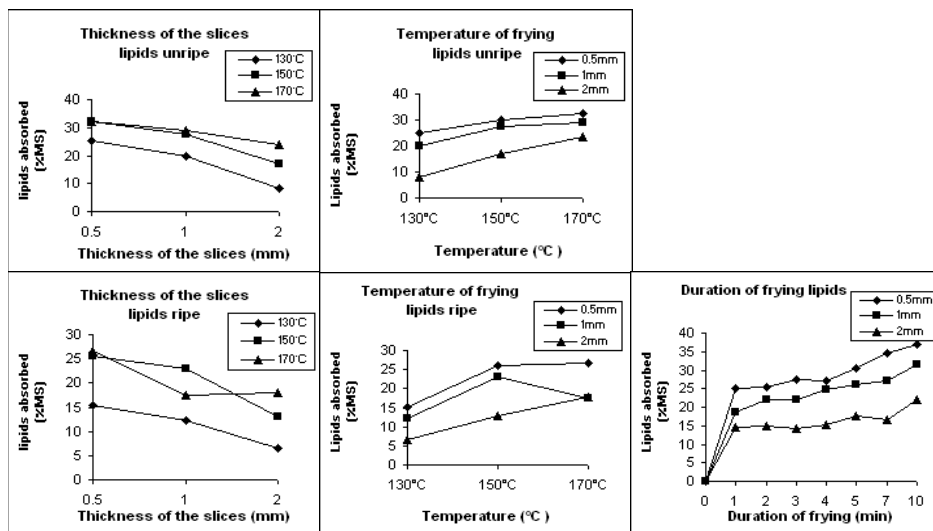 Thickness of the slices
lipids unripe
130°C
150°C
170°C
lipids absorbed
(%MS)
40
30
20
10
0
0.5
1
2
Thickness of the slices (mm)
Temperature of frying
lipids unripe
0.5mm
1mm
2mm
Lipids absorbed
(%MS)
40
30
20
10
0
130°C
150°C
170°C
Temperature (°C )
Thickness of the slices
lipids ripe
130°C
150°C
170°C
lipids absorbed
(%MS)
30
25
20
15
10
5
0
0.5
1
2
Thickness of the slices (mm)
Temperature of frying
lipids ripe
0.5mm
1mm
2mm
Lipids absorbed
(%MS)
30
25
20
15
10
5
0
130°C
150°C
170°C
Temperature (°C )
Duration of frying lipids
0.5mm
1mm
2mm
Lipids absorbed
(%MS)
40
35
30
25
20
15
10
5
0
0
1
2
3
4
5
7
10
Duration of frying (min)